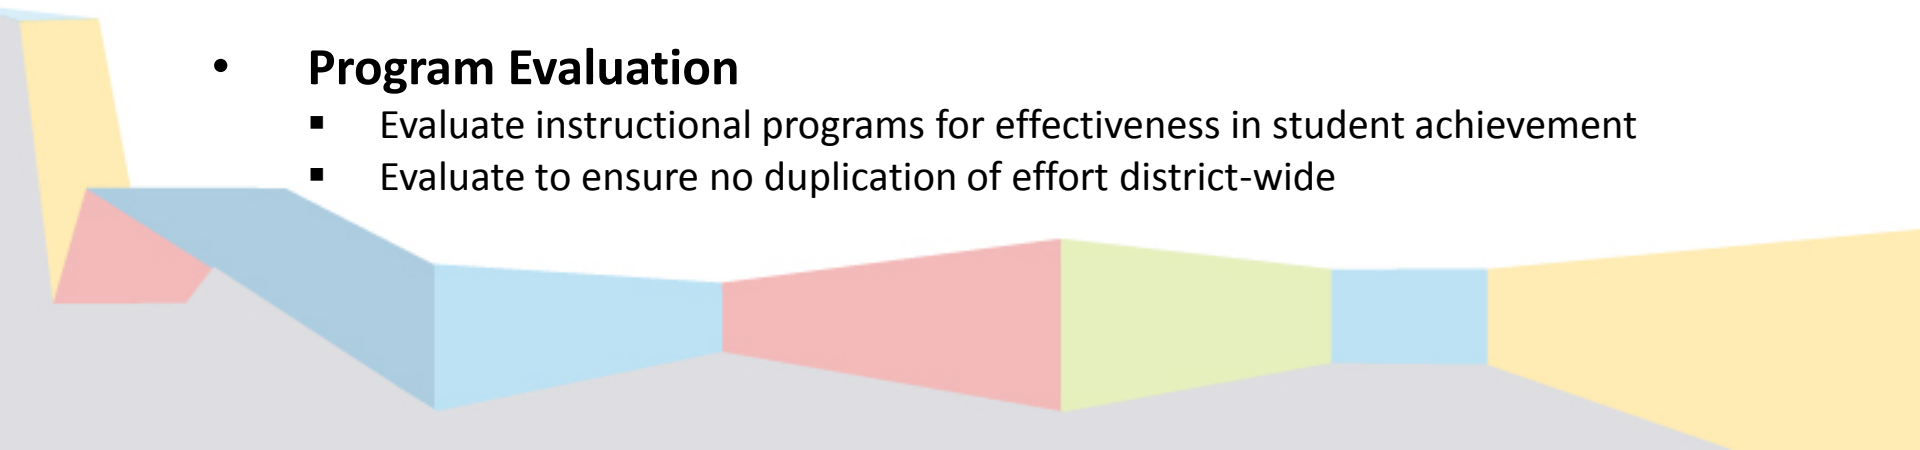 • Program Evaluation
▪ Evaluate instructional programs for effectiveness in student achievement
▪ Evaluate to ensure no duplication of effort district-wide